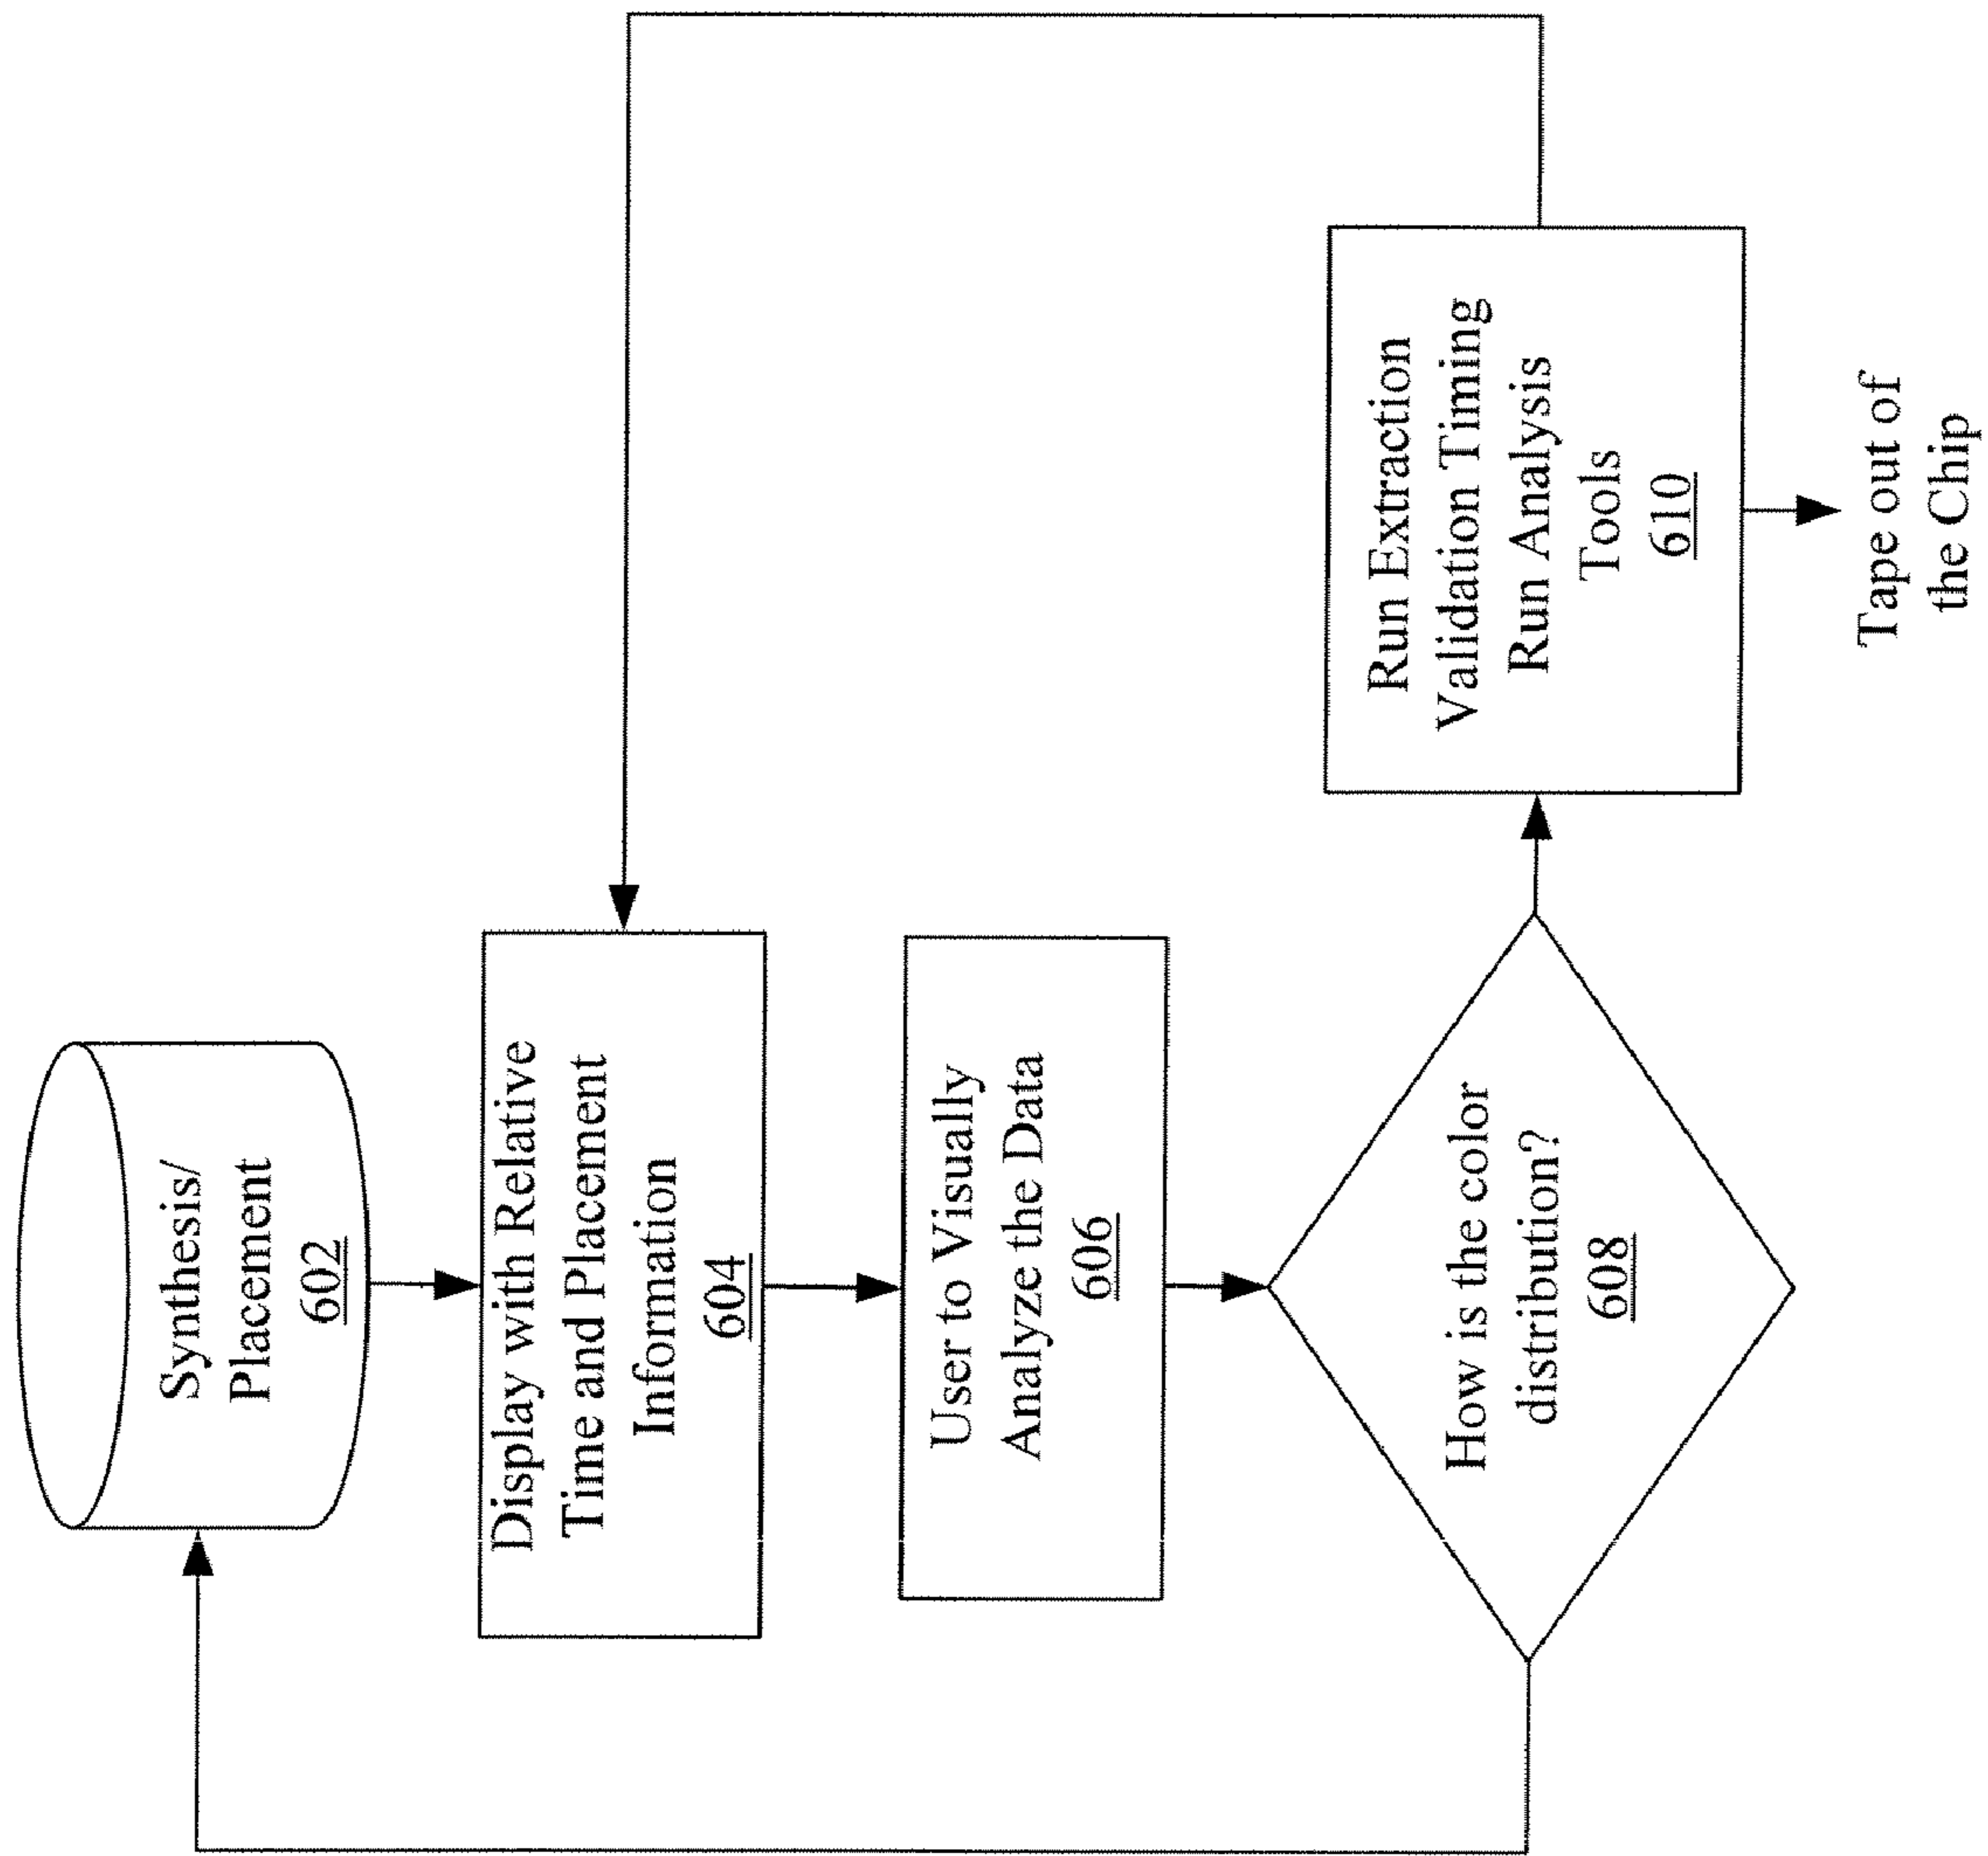 Synthesis/
Placement
602
Display with Relative
Time and Placement
Information
604
User to Visually
Analyze the Data
606
How is the color
distribution?
608
Run Extraction
Validation Timing
Run Analysis
Tools
610
Tape out of
the Chip